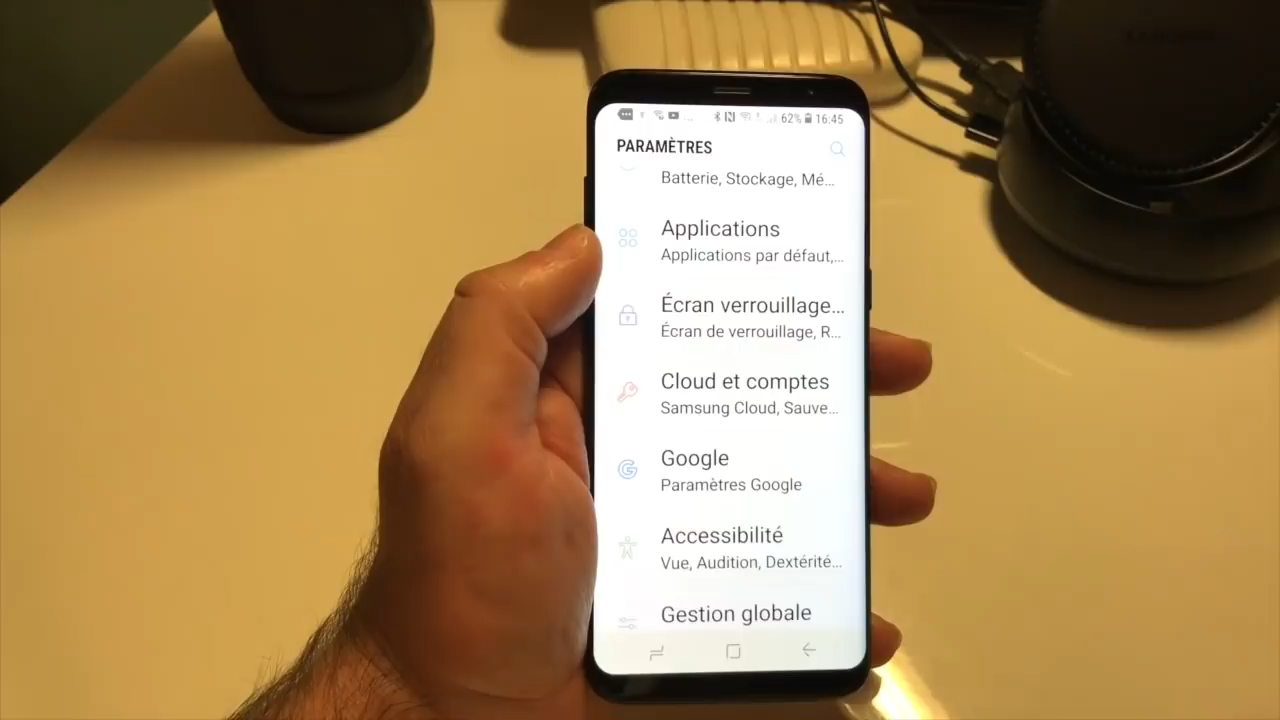 62% 16:45
PARAMÈTRES
Batterie, Stockage, Mé...
Applications
Applications par défaut,...
Écran verrouillage...
Écran de verrouillage, R...
Cloud et comptes
Samsung Cloud, Sauve...
Google
Paramètres Google
Accessibilité
Vue, Audition, Dextérité...
Gestion globale